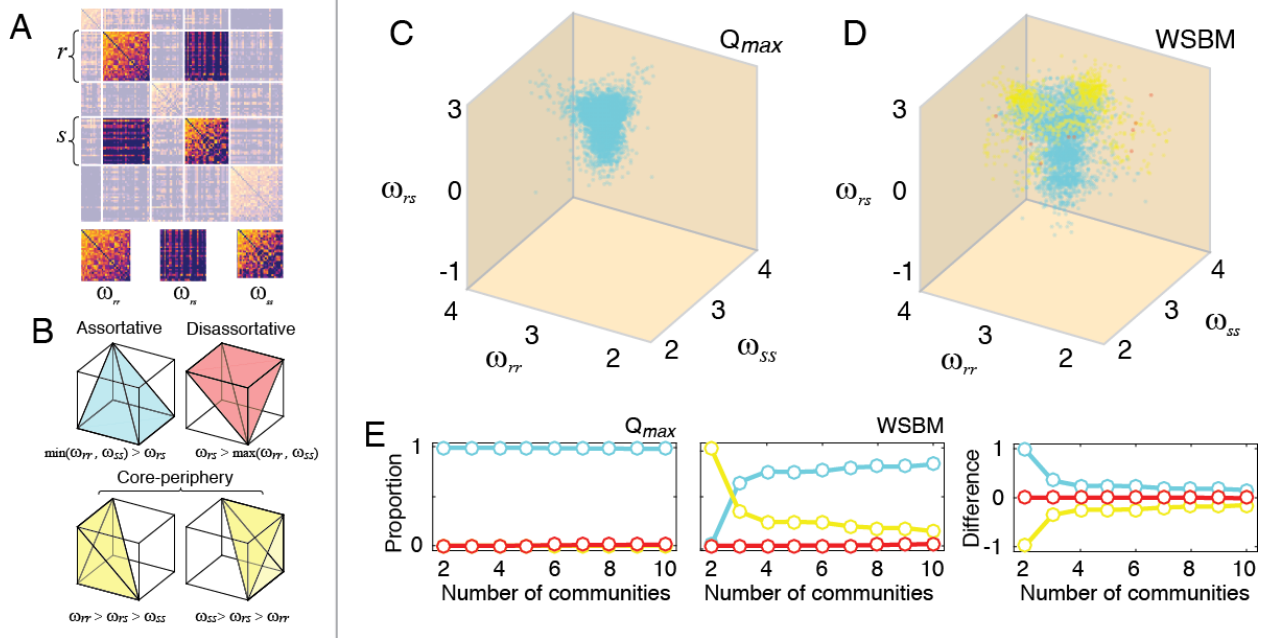 A
r
s
ω_rr
ω_rs
ω_ss
B
Assortative
Disassortative
min(ω_rr , ω_ss) > ω_rs
ω_rs > max(ω_rr , ω_ss)
Core-periphery
ω_rr > ω_rs > ω_ss
ω_ss > ω_rs > ω_rr
C
Q_max
3
ω_rs
0
-1
4
3
2
ω_rr
2
3
4
ω_ss
D
WSBM
3
ω_rs
0
-1
4
3
2
ω_rr
2
3
4
ω_ss
E
Q_max
1
Proportion
0
2 4 6 8 10
Number of communities
WSBM
2 4 6 8 10
Number of communities
1
Difference
0
-1
2 4 6 8 10
Number of communities